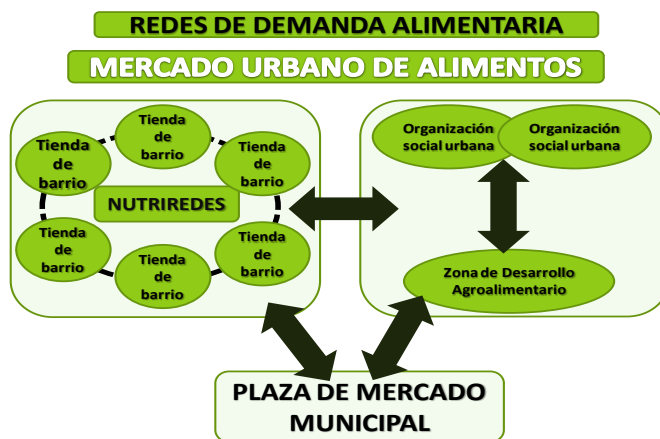 REDES DE DEMANDA ALIMENTARIA
MERCADO URBANO DE ALIMENTOS
Tienda
de
barrio
Tienda
de
barrio
Tienda
de
barrio
NUTRIREDES
Tienda
de
barrio
Tienda
de
barrio
Tienda
de
barrio
Organización
social urbana
Organización
social urbana
Zona de Desarrollo
Agroalimentario
PLAZA DE MERCADO
MUNICIPAL